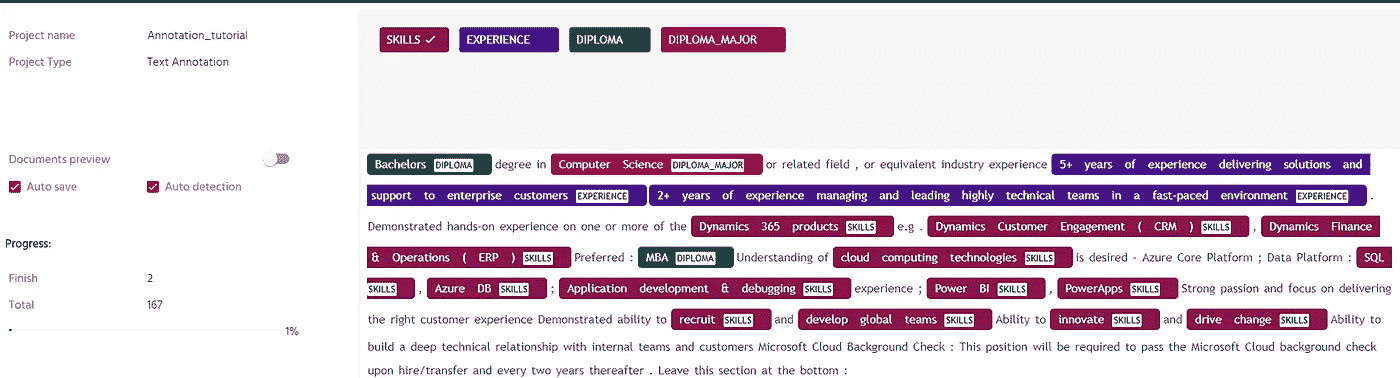 Project name Annotation_tutorial
Project Type Text Annotation
Documents preview
Auto save Auto detection
Progress:
Finish 2
Total 167
1%
SKILLS EXPERIENCE DIPLOMA DIPLOMA_MAJOR
Bachelors DIPLOMA degree in Computer Science DIPLOMA_MAJOR or related field , or equivalent industry experience 5+ years of experience delivering solutions and
support to enterprise customers EXPERIENCE 2+ years of experience managing and leading highly technical teams in a fast-paced environment EXPERIENCE .
Demonstrated hands-on experience on one or more of the Dynamics 365 products SKILLS e.g . Dynamics Customer Engagement ( CRM ) SKILLS , Dynamics Finance
& Operations ( ERP ) SKILLS Preferred : MBA DIPLOMA Understanding of cloud computing technologies SKILLS is desired - Azure Core Platform ; Data Platform : SQL
SKILLS , Azure DB SKILLS ; Application development & debugging SKILLS experience ; Power BI SKILLS , PowerApps SKILLS Strong passion and focus on delivering
the right customer experience Demonstrated ability to recruit SKILLS and develop global teams SKILLS Ability to innovate SKILLS and drive change SKILLS Ability to
build a deep technical relationship with internal teams and customers Microsoft Cloud Background Check : This position will be required to pass the Microsoft Cloud background check
upon hire/transfer and every two years thereafter . Leave this section at the bottom :